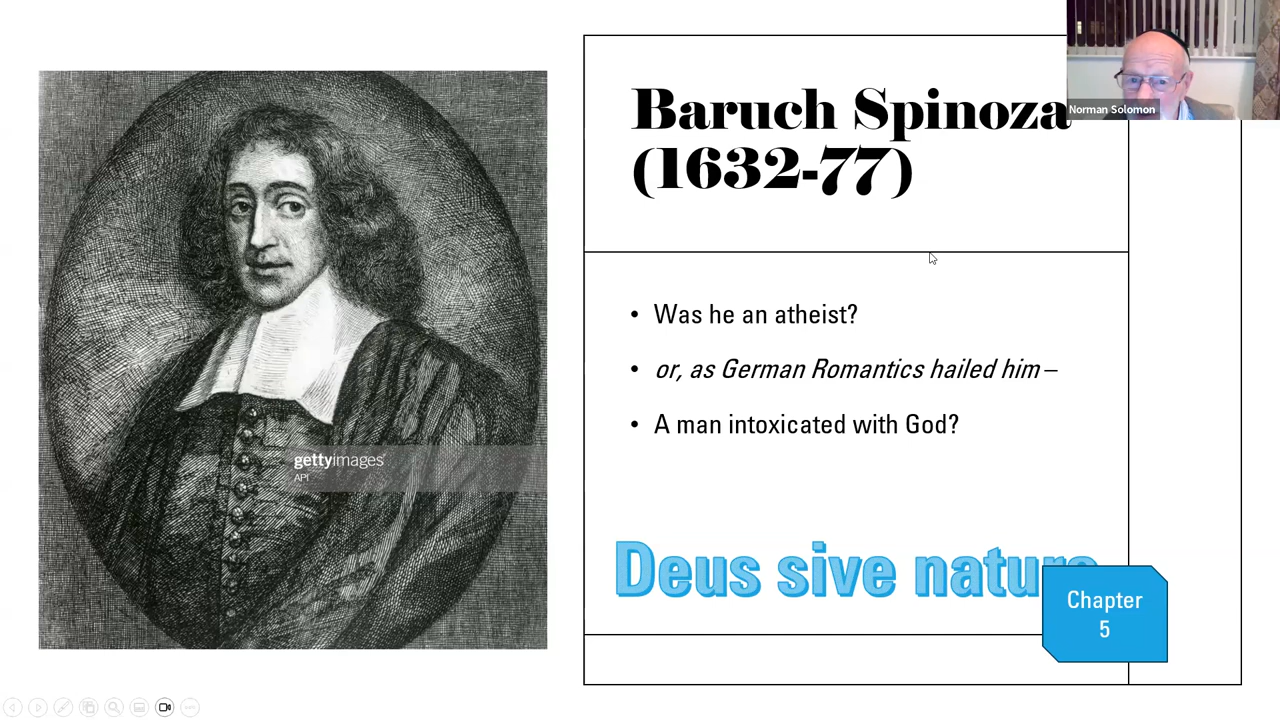 Baruch Spinoza
(1632-77)
Norman Solomon
• Was he an atheist?
• or, as German Romantics hailed him –
• A man intoxicated with God?
gettyimages
API
Deus sive natura
Chapter
5